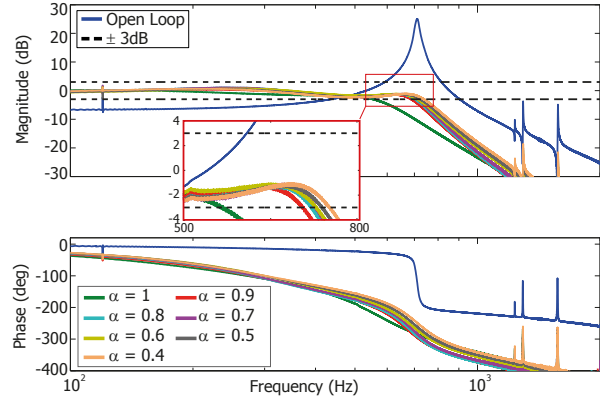 30
20
10
0
-10
-20
-30
Magnitude (dB)
Open Loop
± 3dB
4
2
0
-2
-4
500
800
0
-100
-200
-300
-400
Phase (deg)
α = 1
α = 0.9
α = 0.8
α = 0.7
α = 0.6
α = 0.5
α = 0.4
10²
Frequency (Hz)
10³